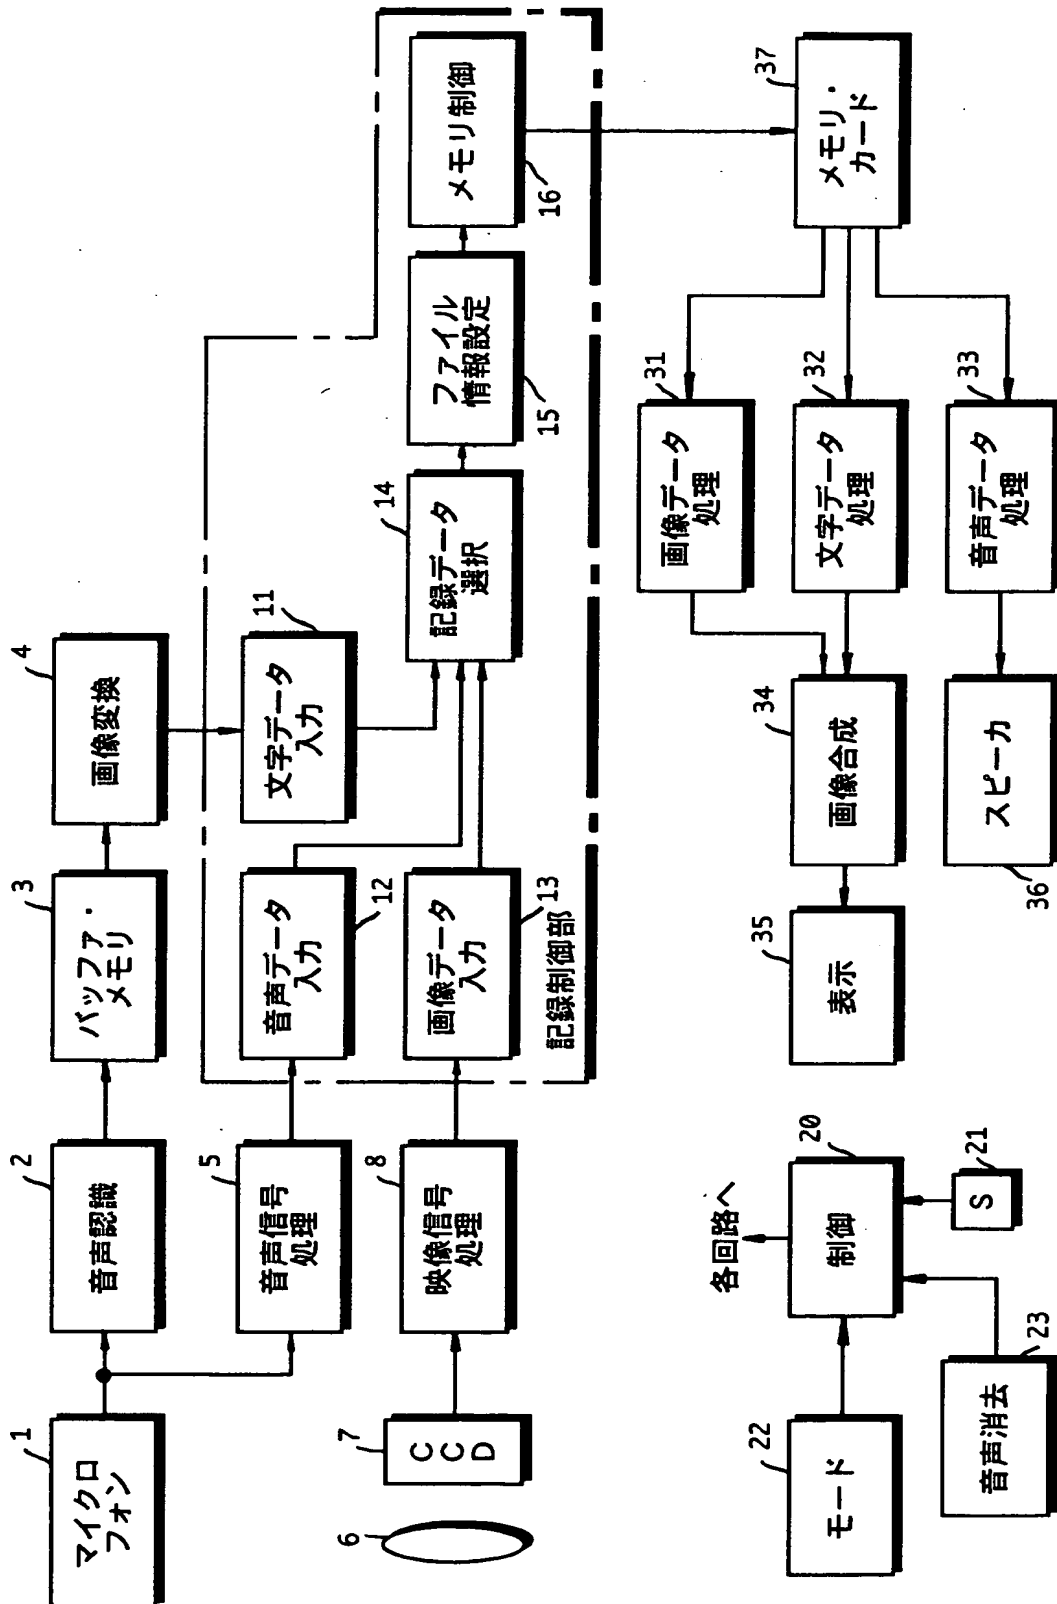 1
マイクロ
フォン
2
音声認識
3
バッファ・
メモリ
4
画像変換
5
音声信号
処理
6
7
CCD
8
映像信号
処理
11
文字データ
入力
12
音声データ
入力
13
画像データ
入力
記録制御部
14
記録データ
選択
15
ファイル
情報設定
16
メモリ制御
37
メモリ・
カード
31
画像データ
処理
32
文字データ
処理
33
音声データ
処理
34
画像合成
35
表示
36
スピーカ
各回路へ
20
制御
21
S
22
モード
23
音声消去